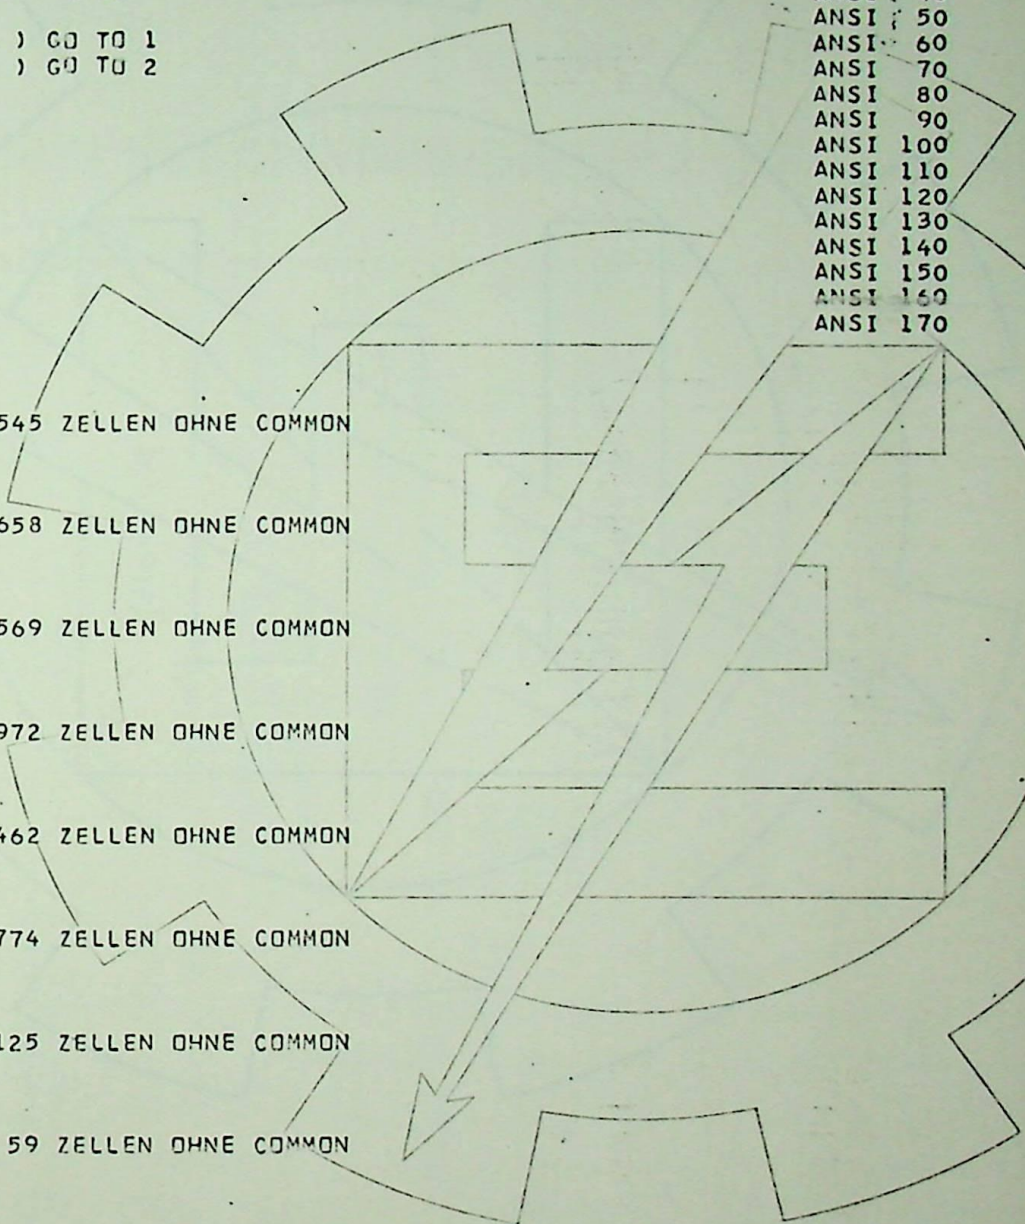 ANSI 50
) GO TO 1
ANSI 60
) GO TO 2
ANSI 70
ANSI 80
ANSI 90
ANSI 100
ANSI 110
ANSI 120
ANSI 130
ANSI 140
ANSI 150
ANSI 160
ANSI 170
545 ZELLEN OHNE COMMON
658 ZELLEN OHNE COMMON
569 ZELLEN OHNE COMMON
972 ZELLEN OHNE COMMON
462 ZELLEN OHNE COMMON
774 ZELLEN OHNE COMMON
125 ZELLEN OHNE COMMON
59 ZELLEN OHNE COMMON